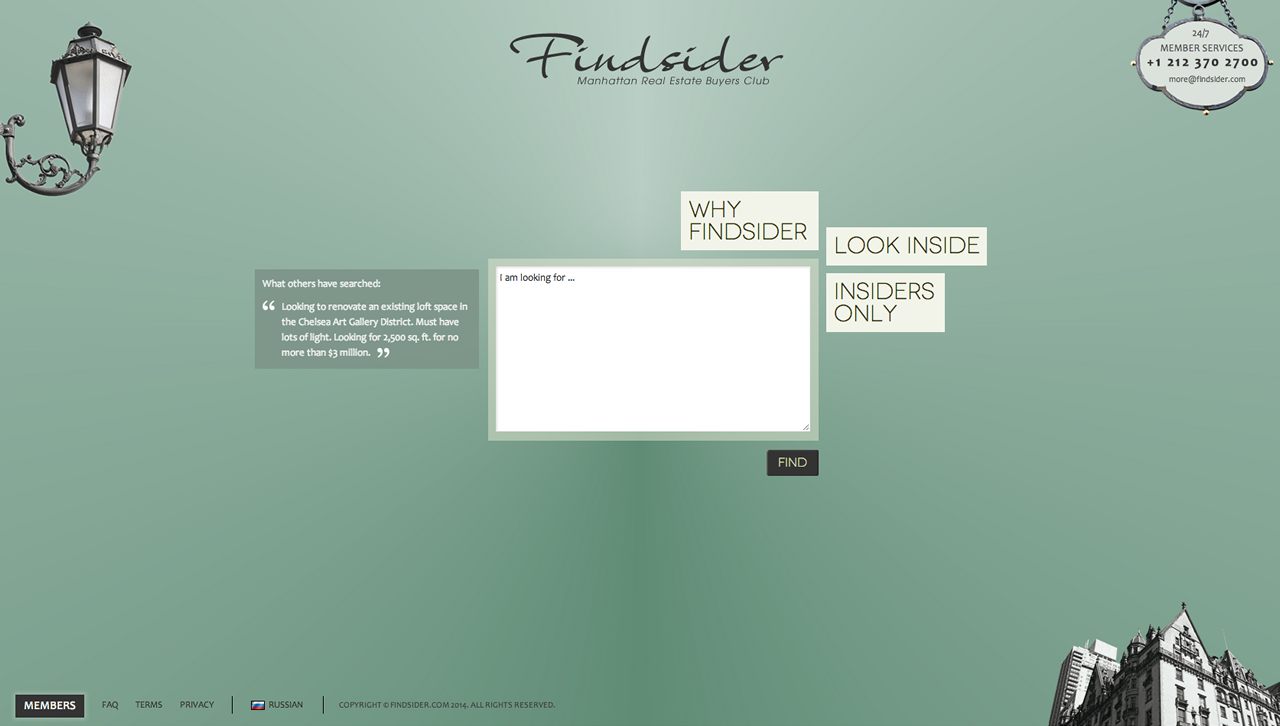 Findsider
Manhattan Real Estate Buyers Club
24/7
MEMBER SERVICES
+1 212 370 2700
more@findsider.com
WHY
FINDSIDER
LOOK INSIDE
INSIDERS
ONLY
What others have searched:
“ Looking to renovate an existing loft space in
the Chelsea Art Gallery District. Must have
lots of light. Looking for 2,500 sq. ft. for no
more than $3 million. ”
I am looking for ...
FIND
MEMBERS FAQ TERMS PRIVACY RUSSIAN COPYRIGHT © FINDSIDER.COM 2014. ALL RIGHTS RESERVED.